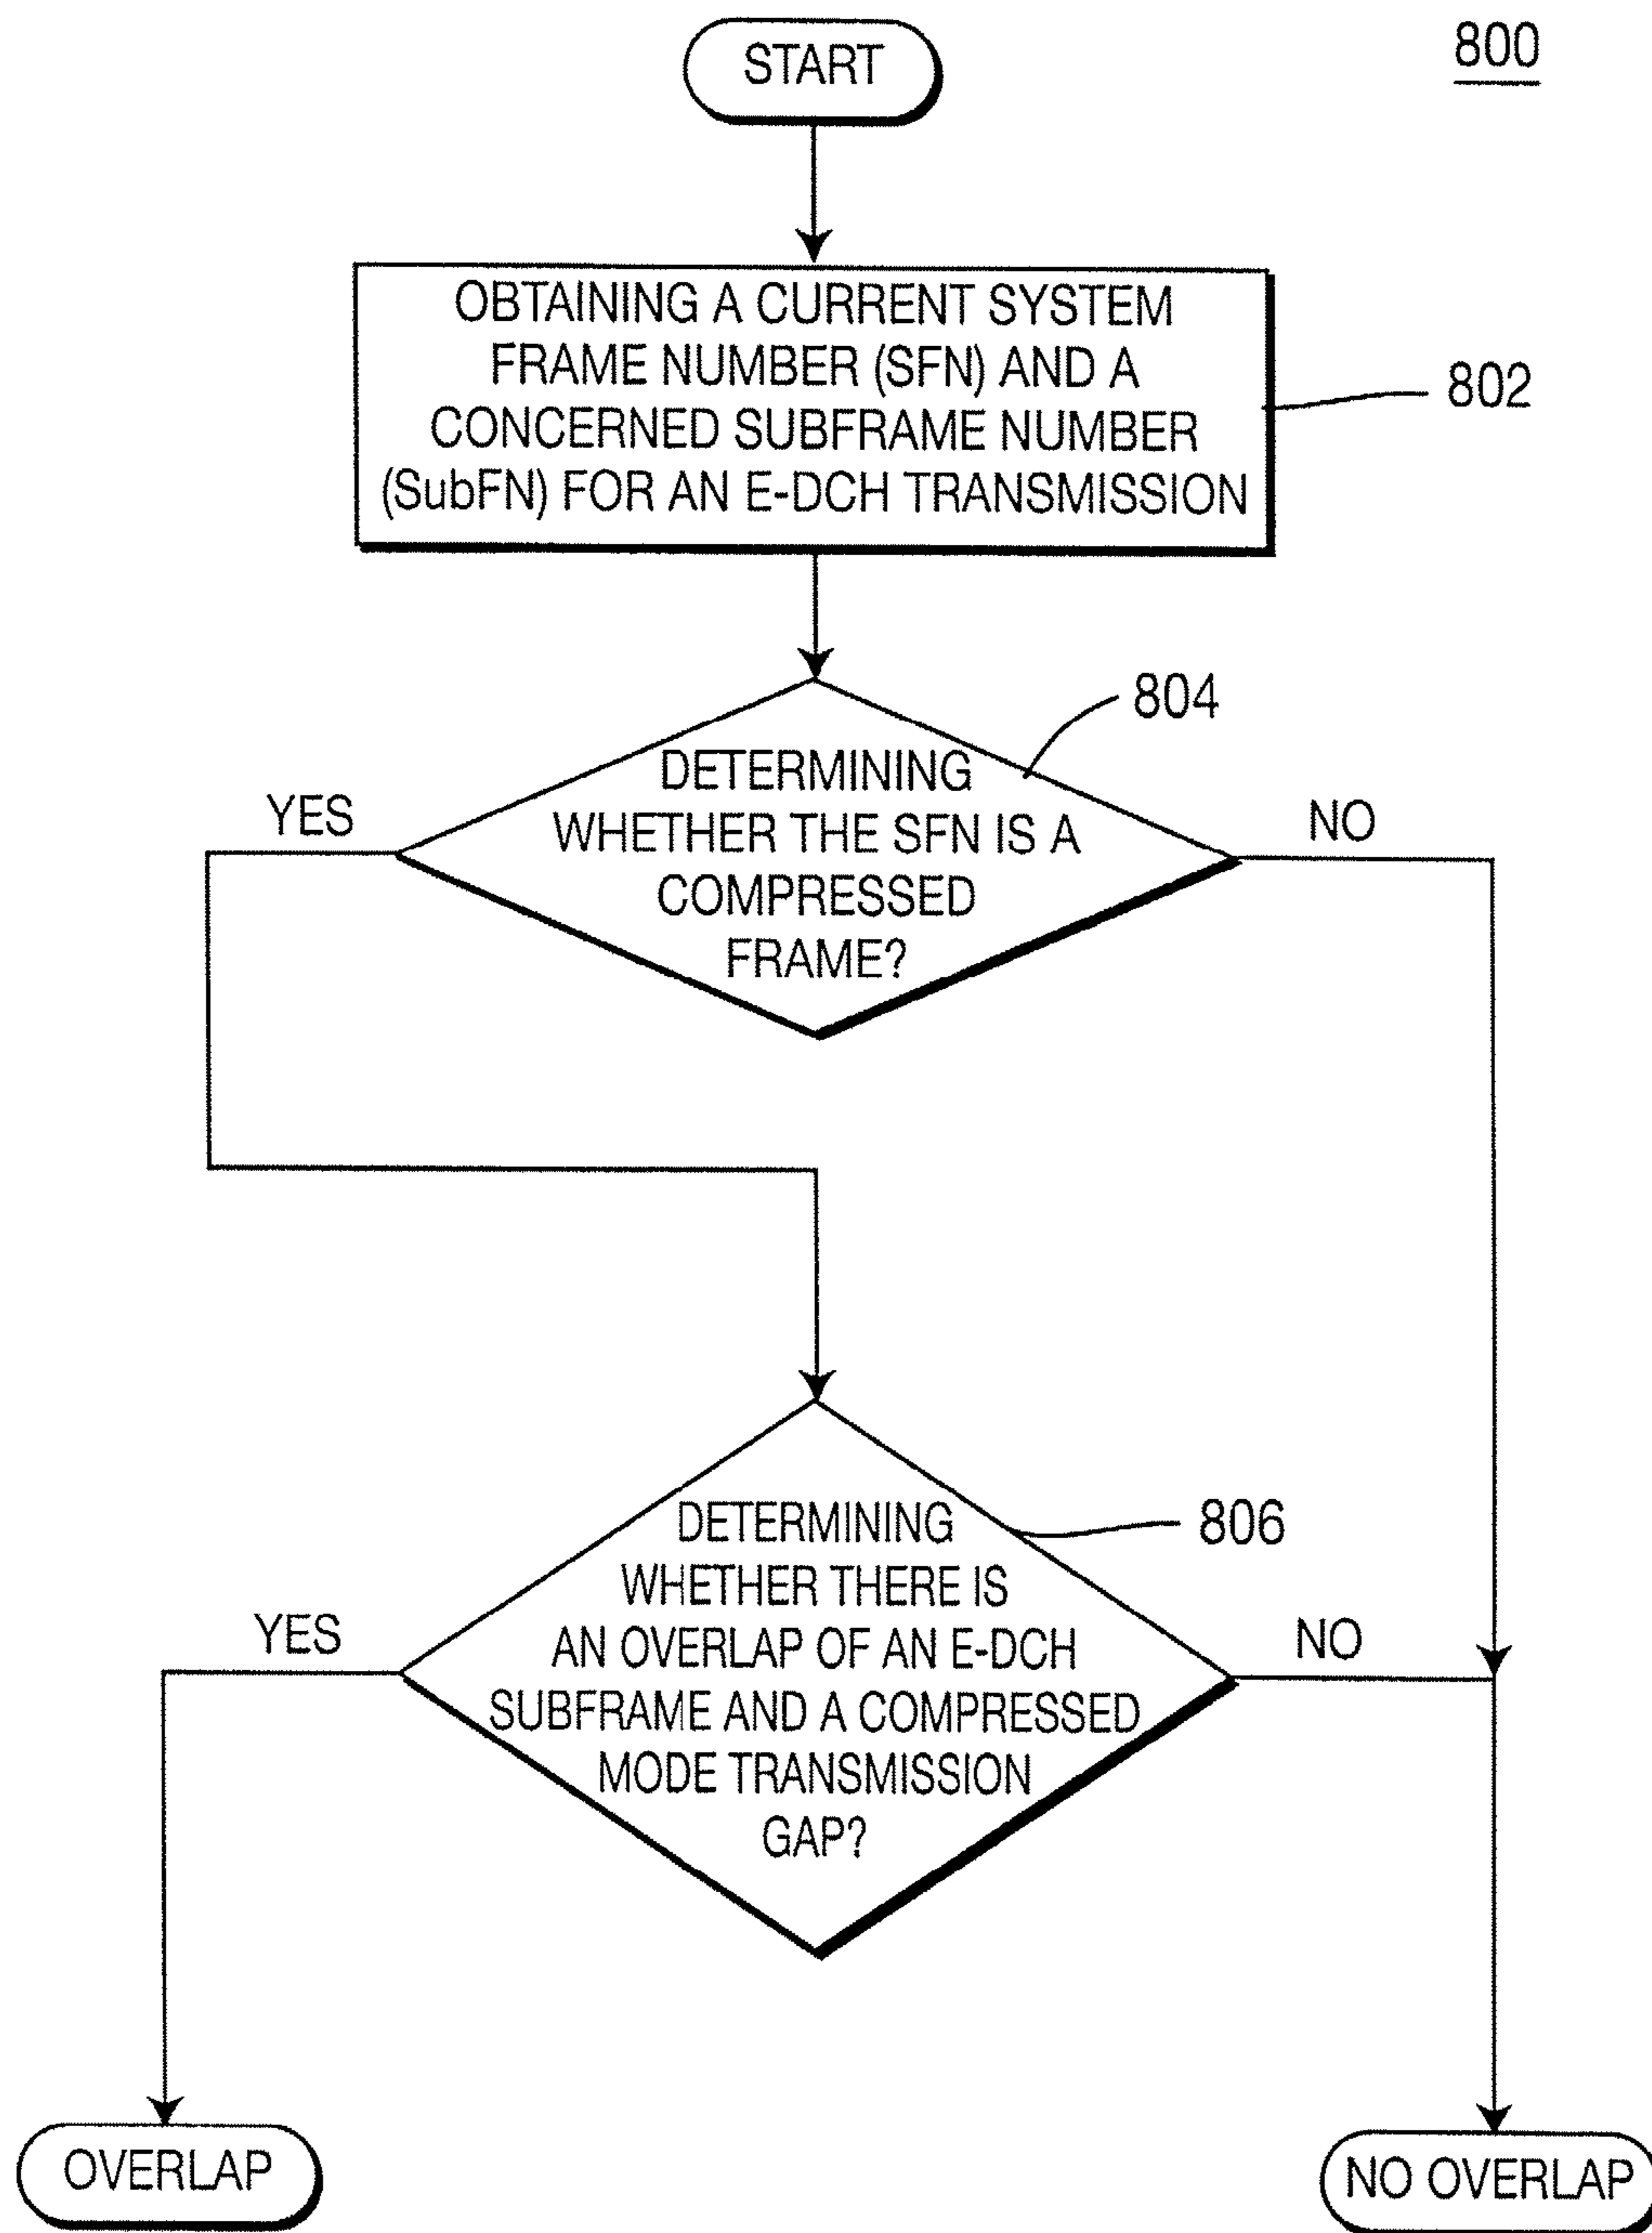 800
START
OBTAINING A CURRENT SYSTEM
FRAME NUMBER (SFN) AND A
CONCERNED SUBFRAME NUMBER
(SubFN) FOR AN E-DCH TRANSMISSION
802
804
DETERMINING
WHETHER THE SFN IS A
COMPRESSED
FRAME?
YES
NO
806
DETERMINING
WHETHER THERE IS
AN OVERLAP OF AN E-DCH
SUBFRAME AND A COMPRESSED
MODE TRANSMISSION
GAP?
YES
NO
OVERLAP
NO OVERLAP